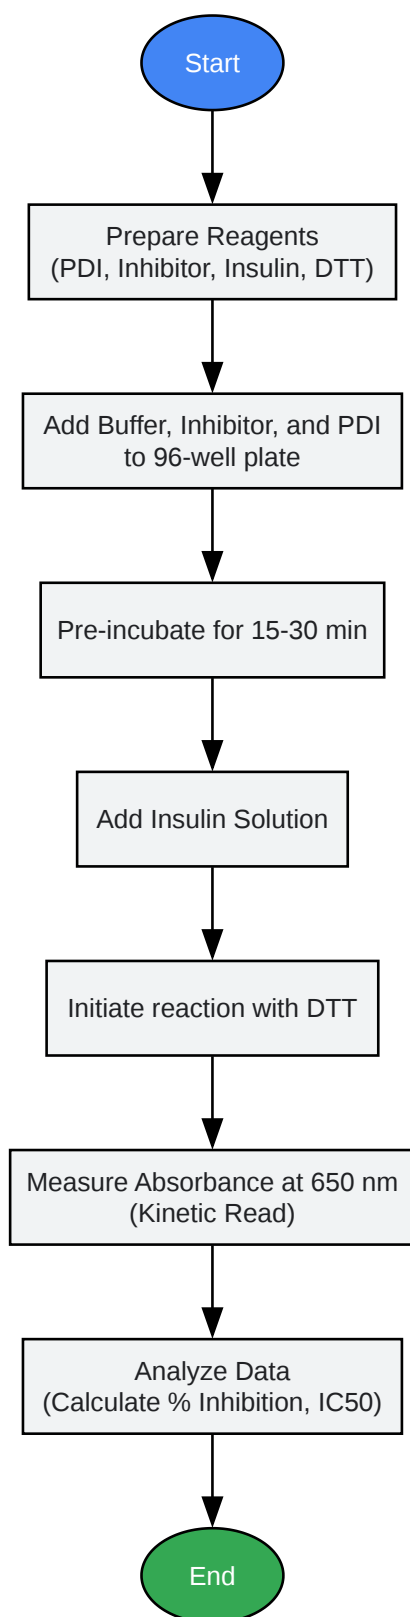 Start
Prepare Reagents
(PDI, Inhibitor, Insulin, DTT)
Add Buffer, Inhibitor, and PDI
to 96-well plate
Pre-incubate for 15-30 min
Add Insulin Solution
Initiate reaction with DTT
Measure Absorbance at 650 nm
(Kinetic Read)
Analyze Data
(Calculate % Inhibition, IC50)
End